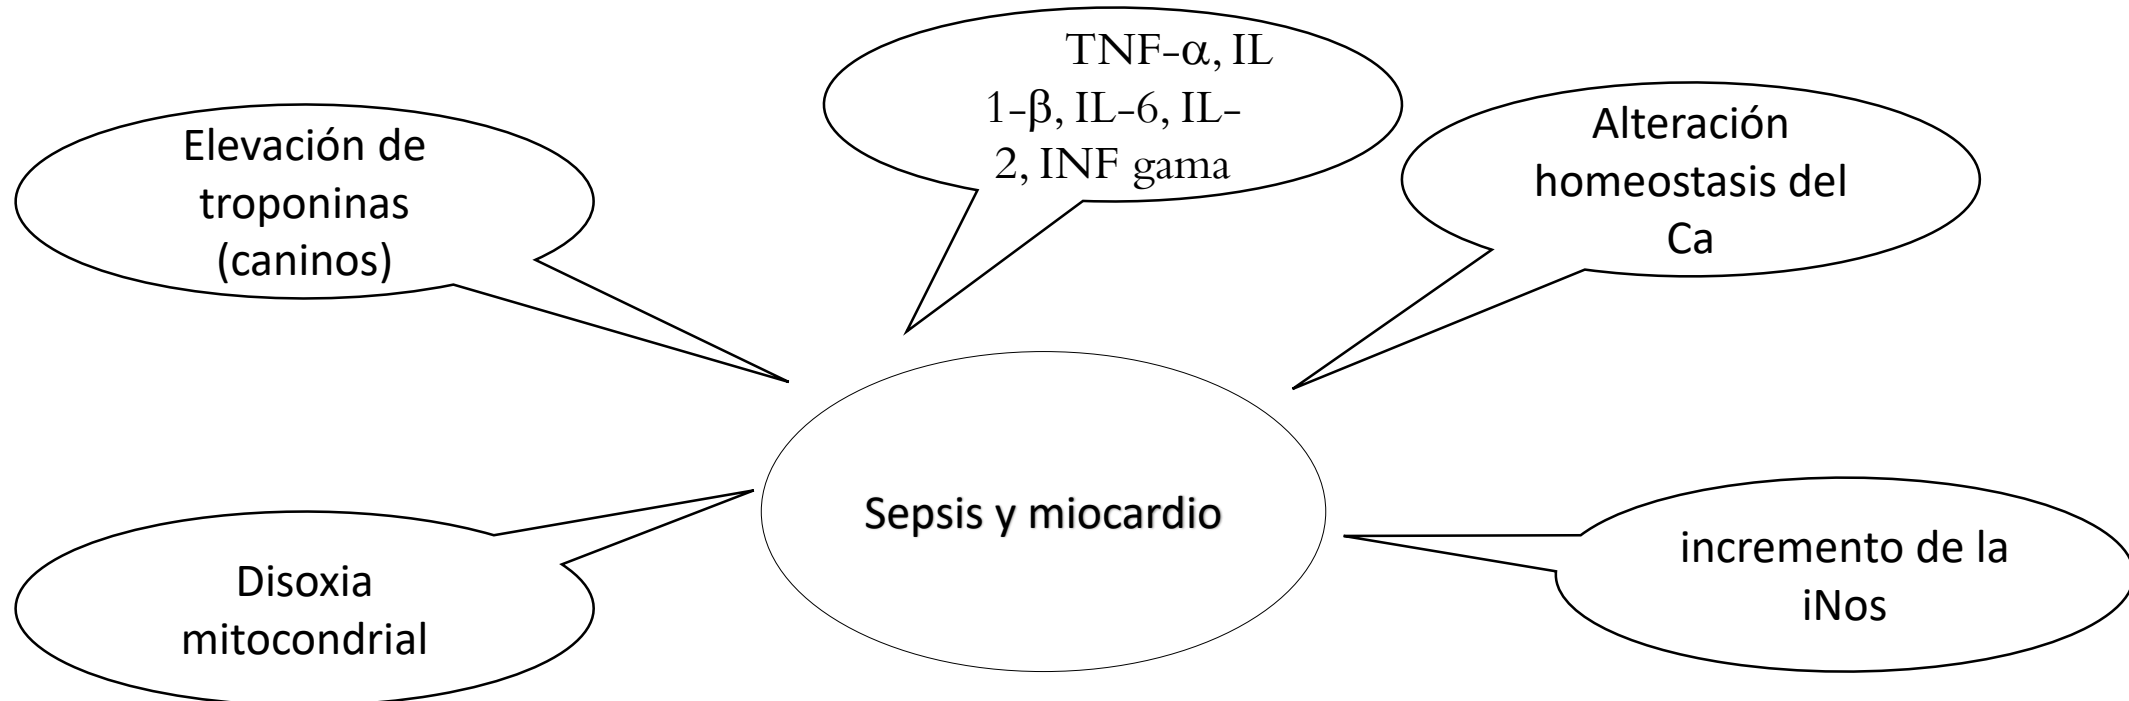 TNF-α, IL
1-β, IL-6, IL-
2, INF gama
Elevación de
troponinas
(caninos)
Alteración
homeostasis del
Ca
Sepsis y miocardio
Disoxia
mitocondrial
incremento de la
iNos